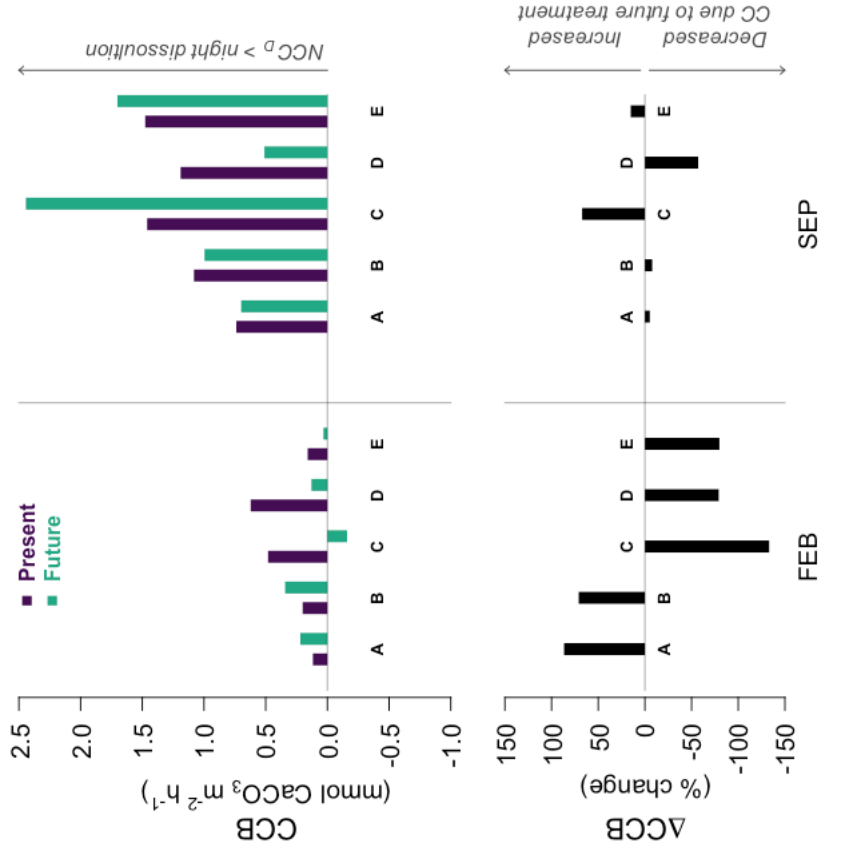 Present
Future
CCB
(mmol CaCO₃ m⁻² h⁻¹)
2.5
2.0
1.5
1.0
0.5
0.0
-0.5
-1.0
A B C D E A B C D E
NCC D > night dissoultion
ΔCCB
(% change)
150
100
50
0
-50
-100
-150
A B C D E A B C D E
Increased
Decreased
CC due to future treatment
FEB SEP